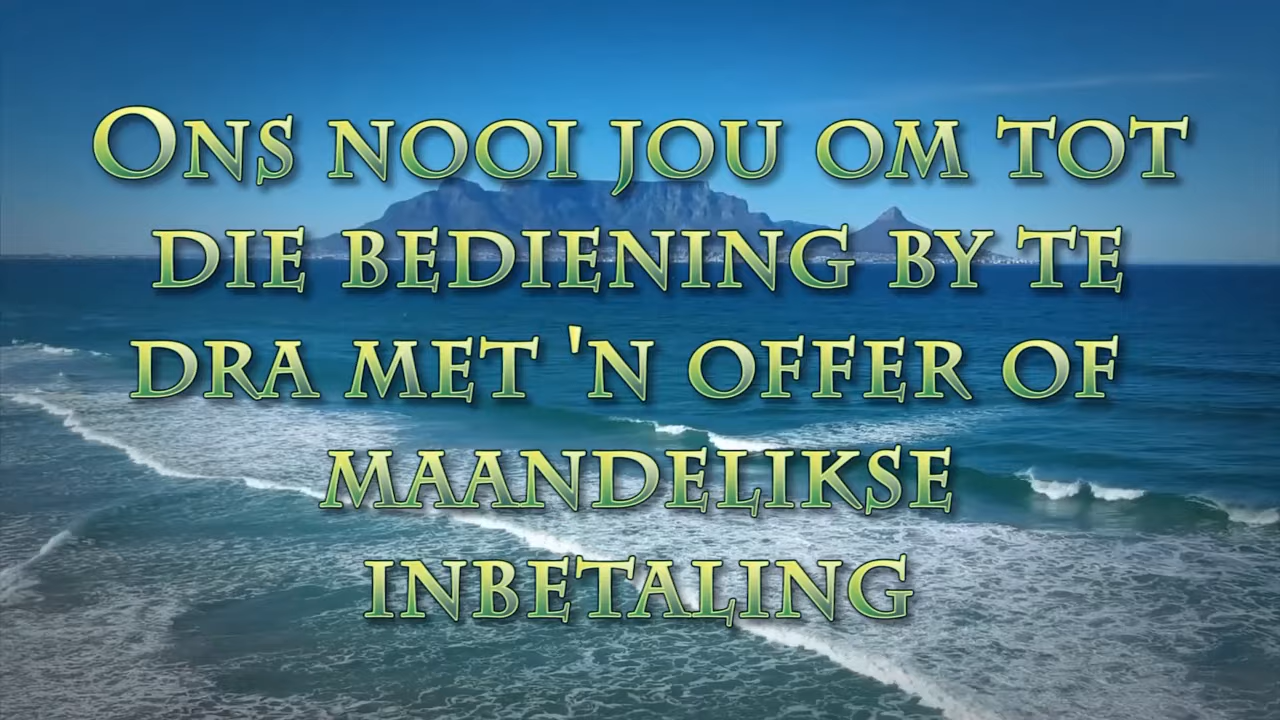 Ons nooi jou om tot
die bediening by te
dra met 'n offer of
maandelikse
inbetaling